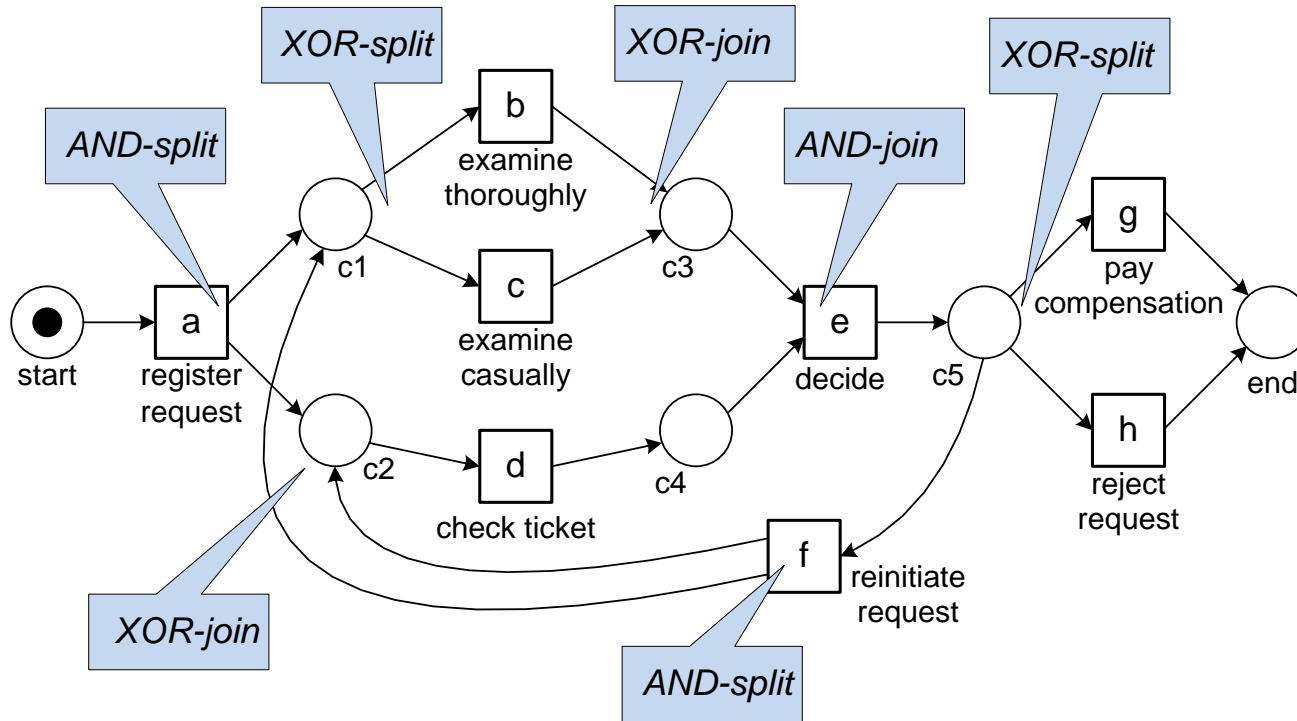 XOR-split
XOR-join
XOR-split
AND-split
AND-join
b
examine
thoroughly
c1
c3
g
pay
compensation
c
examine
casually
start
a
register
request
e
decide
c5
end
c2
d
check ticket
c4
h
reject
request
f
reinitiate
request
XOR-join
AND-split